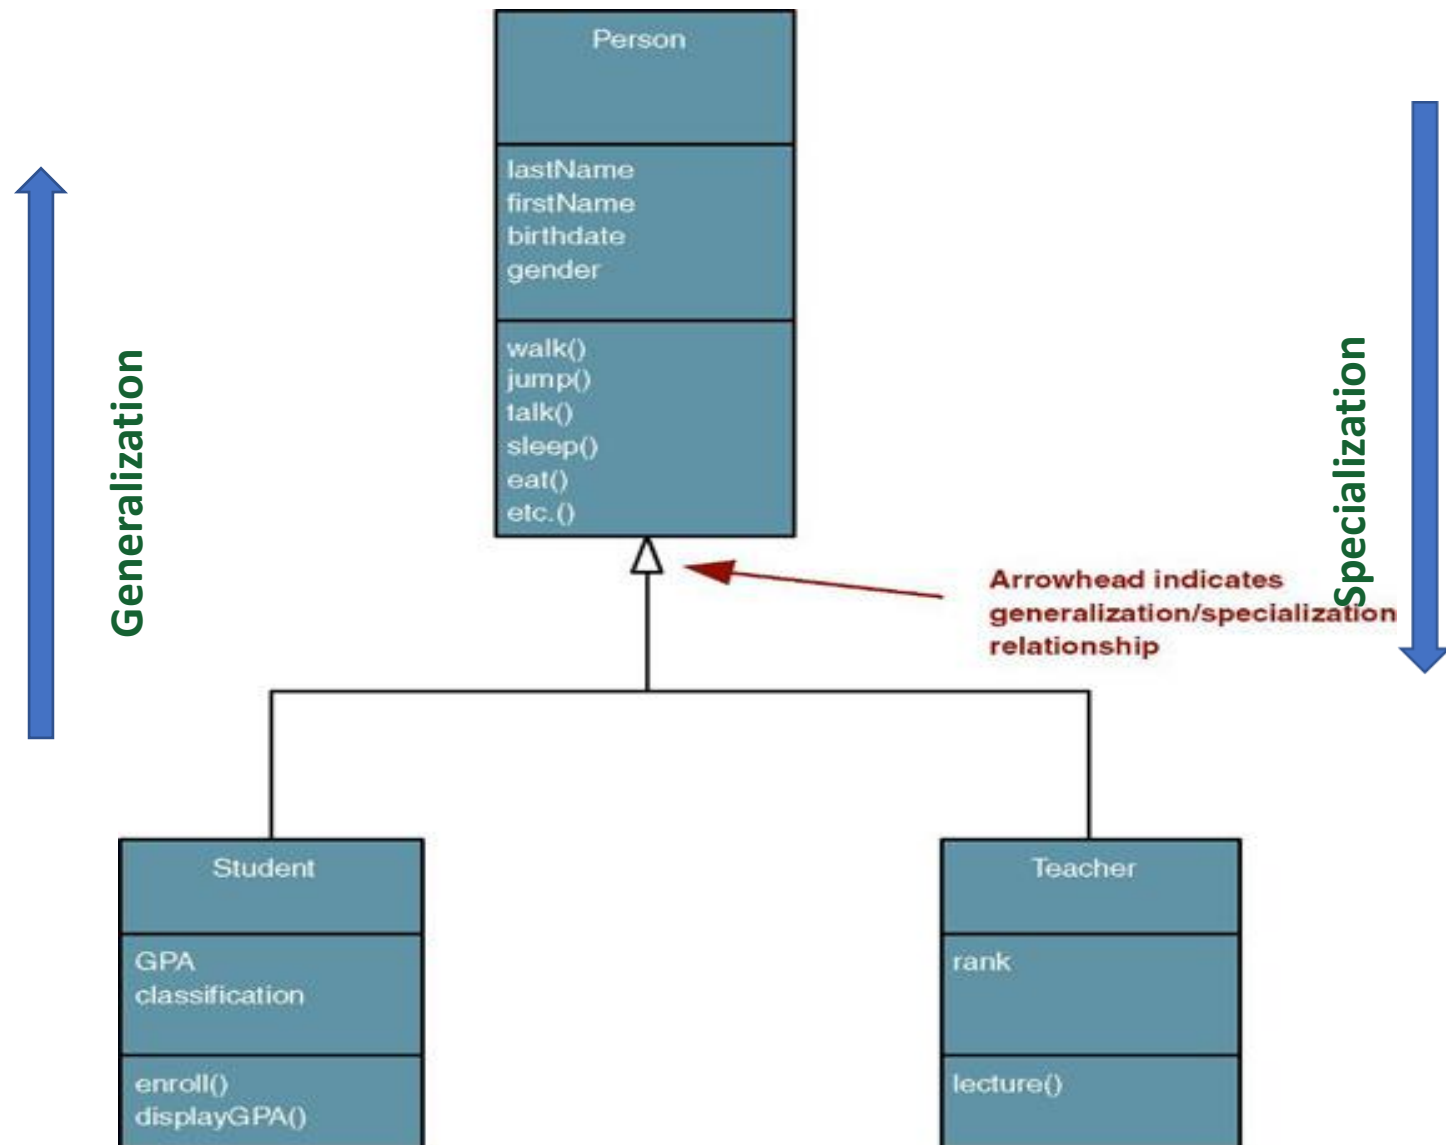 Person
lastName
firstName
birthdate
gender
walk()
jump()
talk()
sleep()
eat()
etc.()
Generalization
Specialization
Arrowhead indicates
generalization/specialization
relationship
Student
GPA
classification
enroll()
displayGPA()
Teacher
rank
lecture()